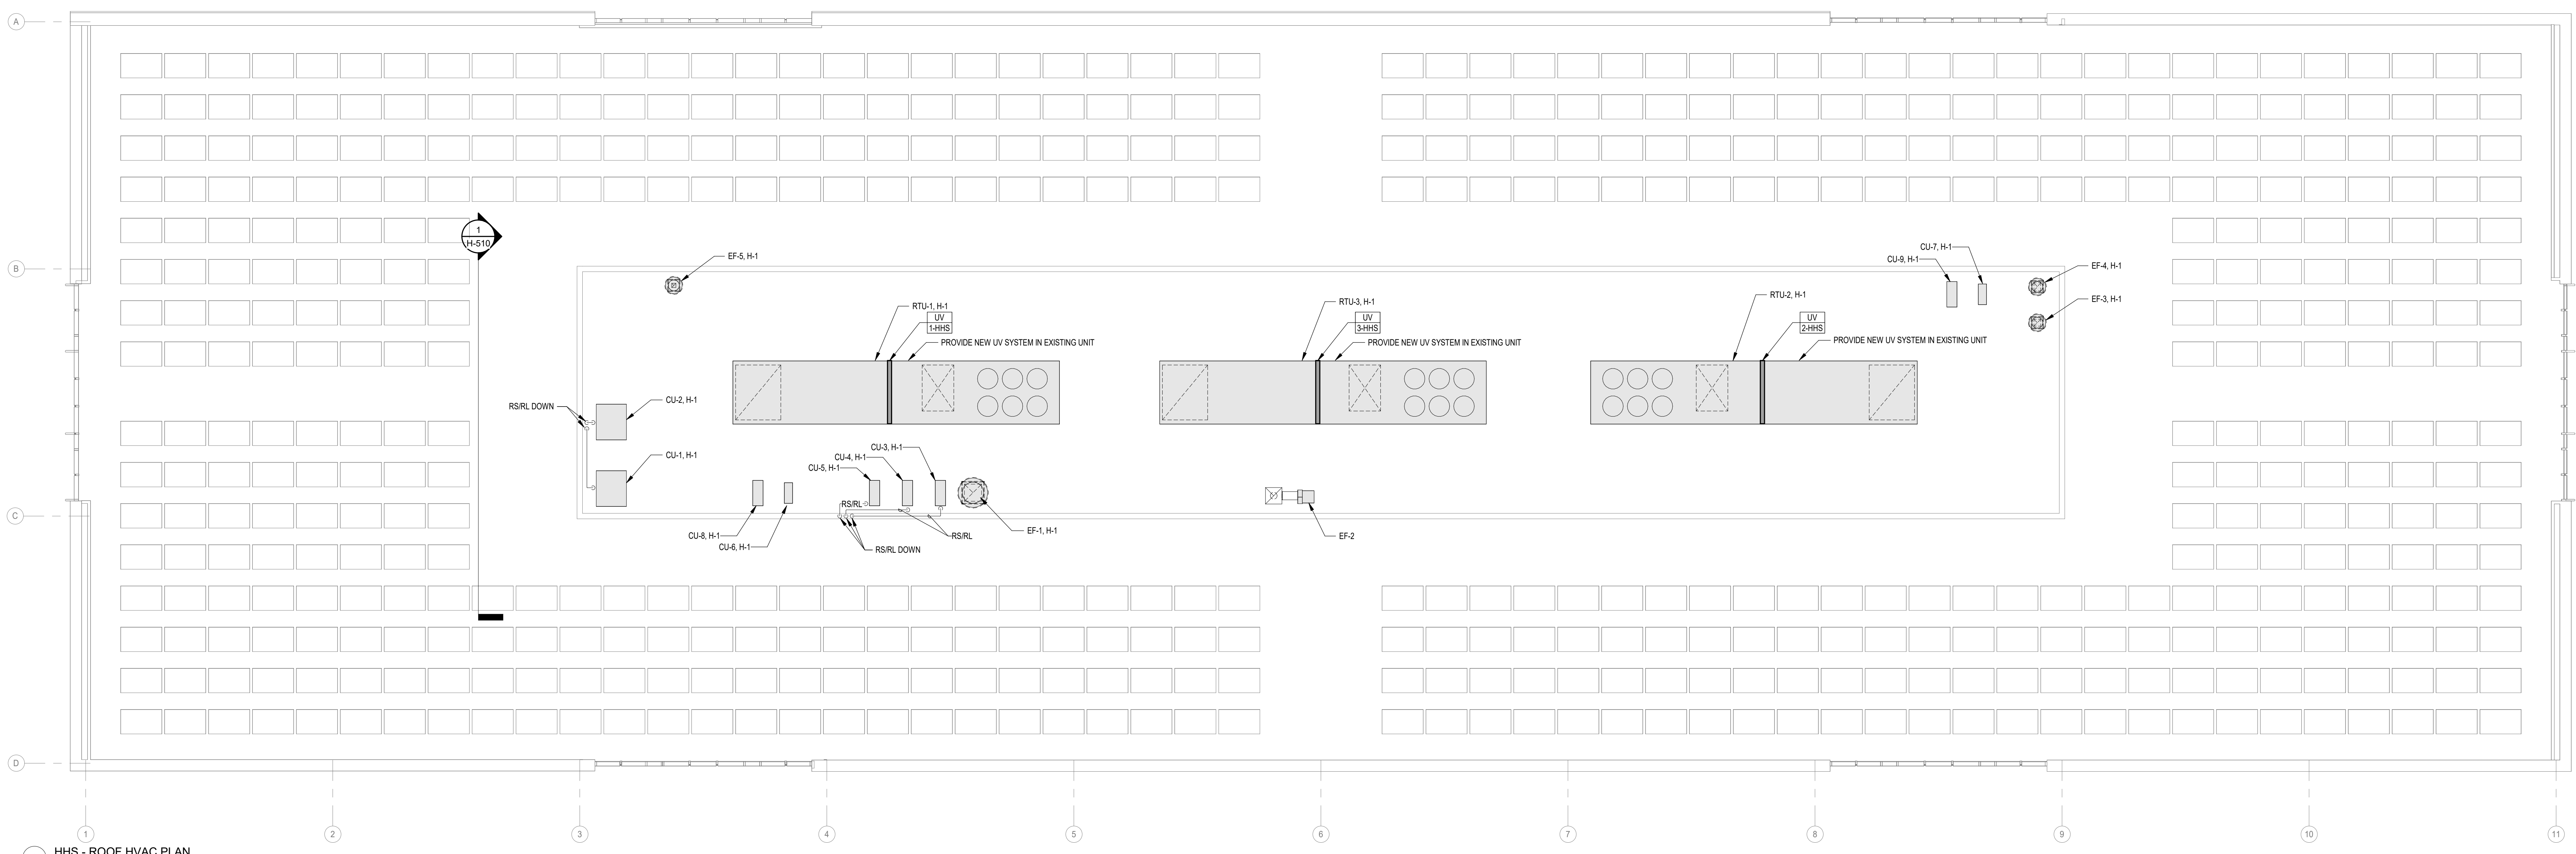 A
1
H-510
B
EF-5, H-1
CU-7, H-1
CU-9, H-1
EF-4, H-1
EF-3, H-1
RTU-1, H-1
UV
1-HHS
PROVIDE NEW UV SYSTEM IN EXISTING UNIT
RTU-3, H-1
UV
3-HHS
PROVIDE NEW UV SYSTEM IN EXISTING UNIT
RTU-2, H-1
UV
2-HHS
PROVIDE NEW UV SYSTEM IN EXISTING UNIT
RS/RL DOWN
CU-2, H-1
CU-1, H-1
CU-3, H-1
CU-4, H-1
CU-5, H-1
RS/RL
C
CU-8, H-1
CU-6, H-1
RS/RL DOWN
RS/RL
EF-1, H-1
EF-2
D
1
2
3
4
5
6
7
8
9
10
11
HHS - ROOF HVAC PLAN